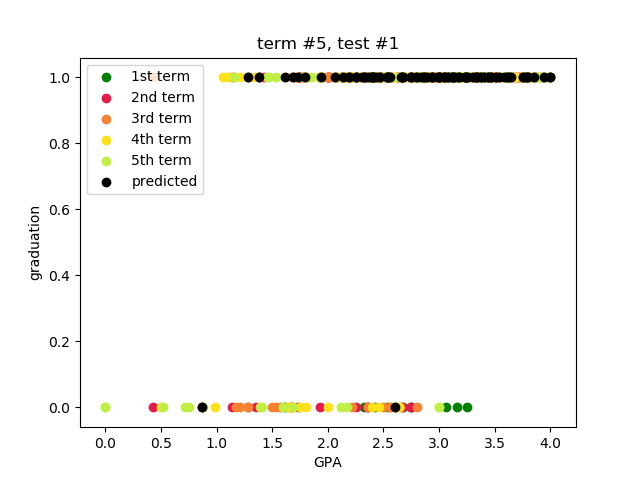 term #5, test #1
1st term
2nd term
3rd term
4th term
5th term
predicted
graduation
1.0
0.8
0.6
0.4
0.2
0.0
0.0 0.5 1.0 1.5 2.0 2.5 3.0 3.5 4.0
GPA